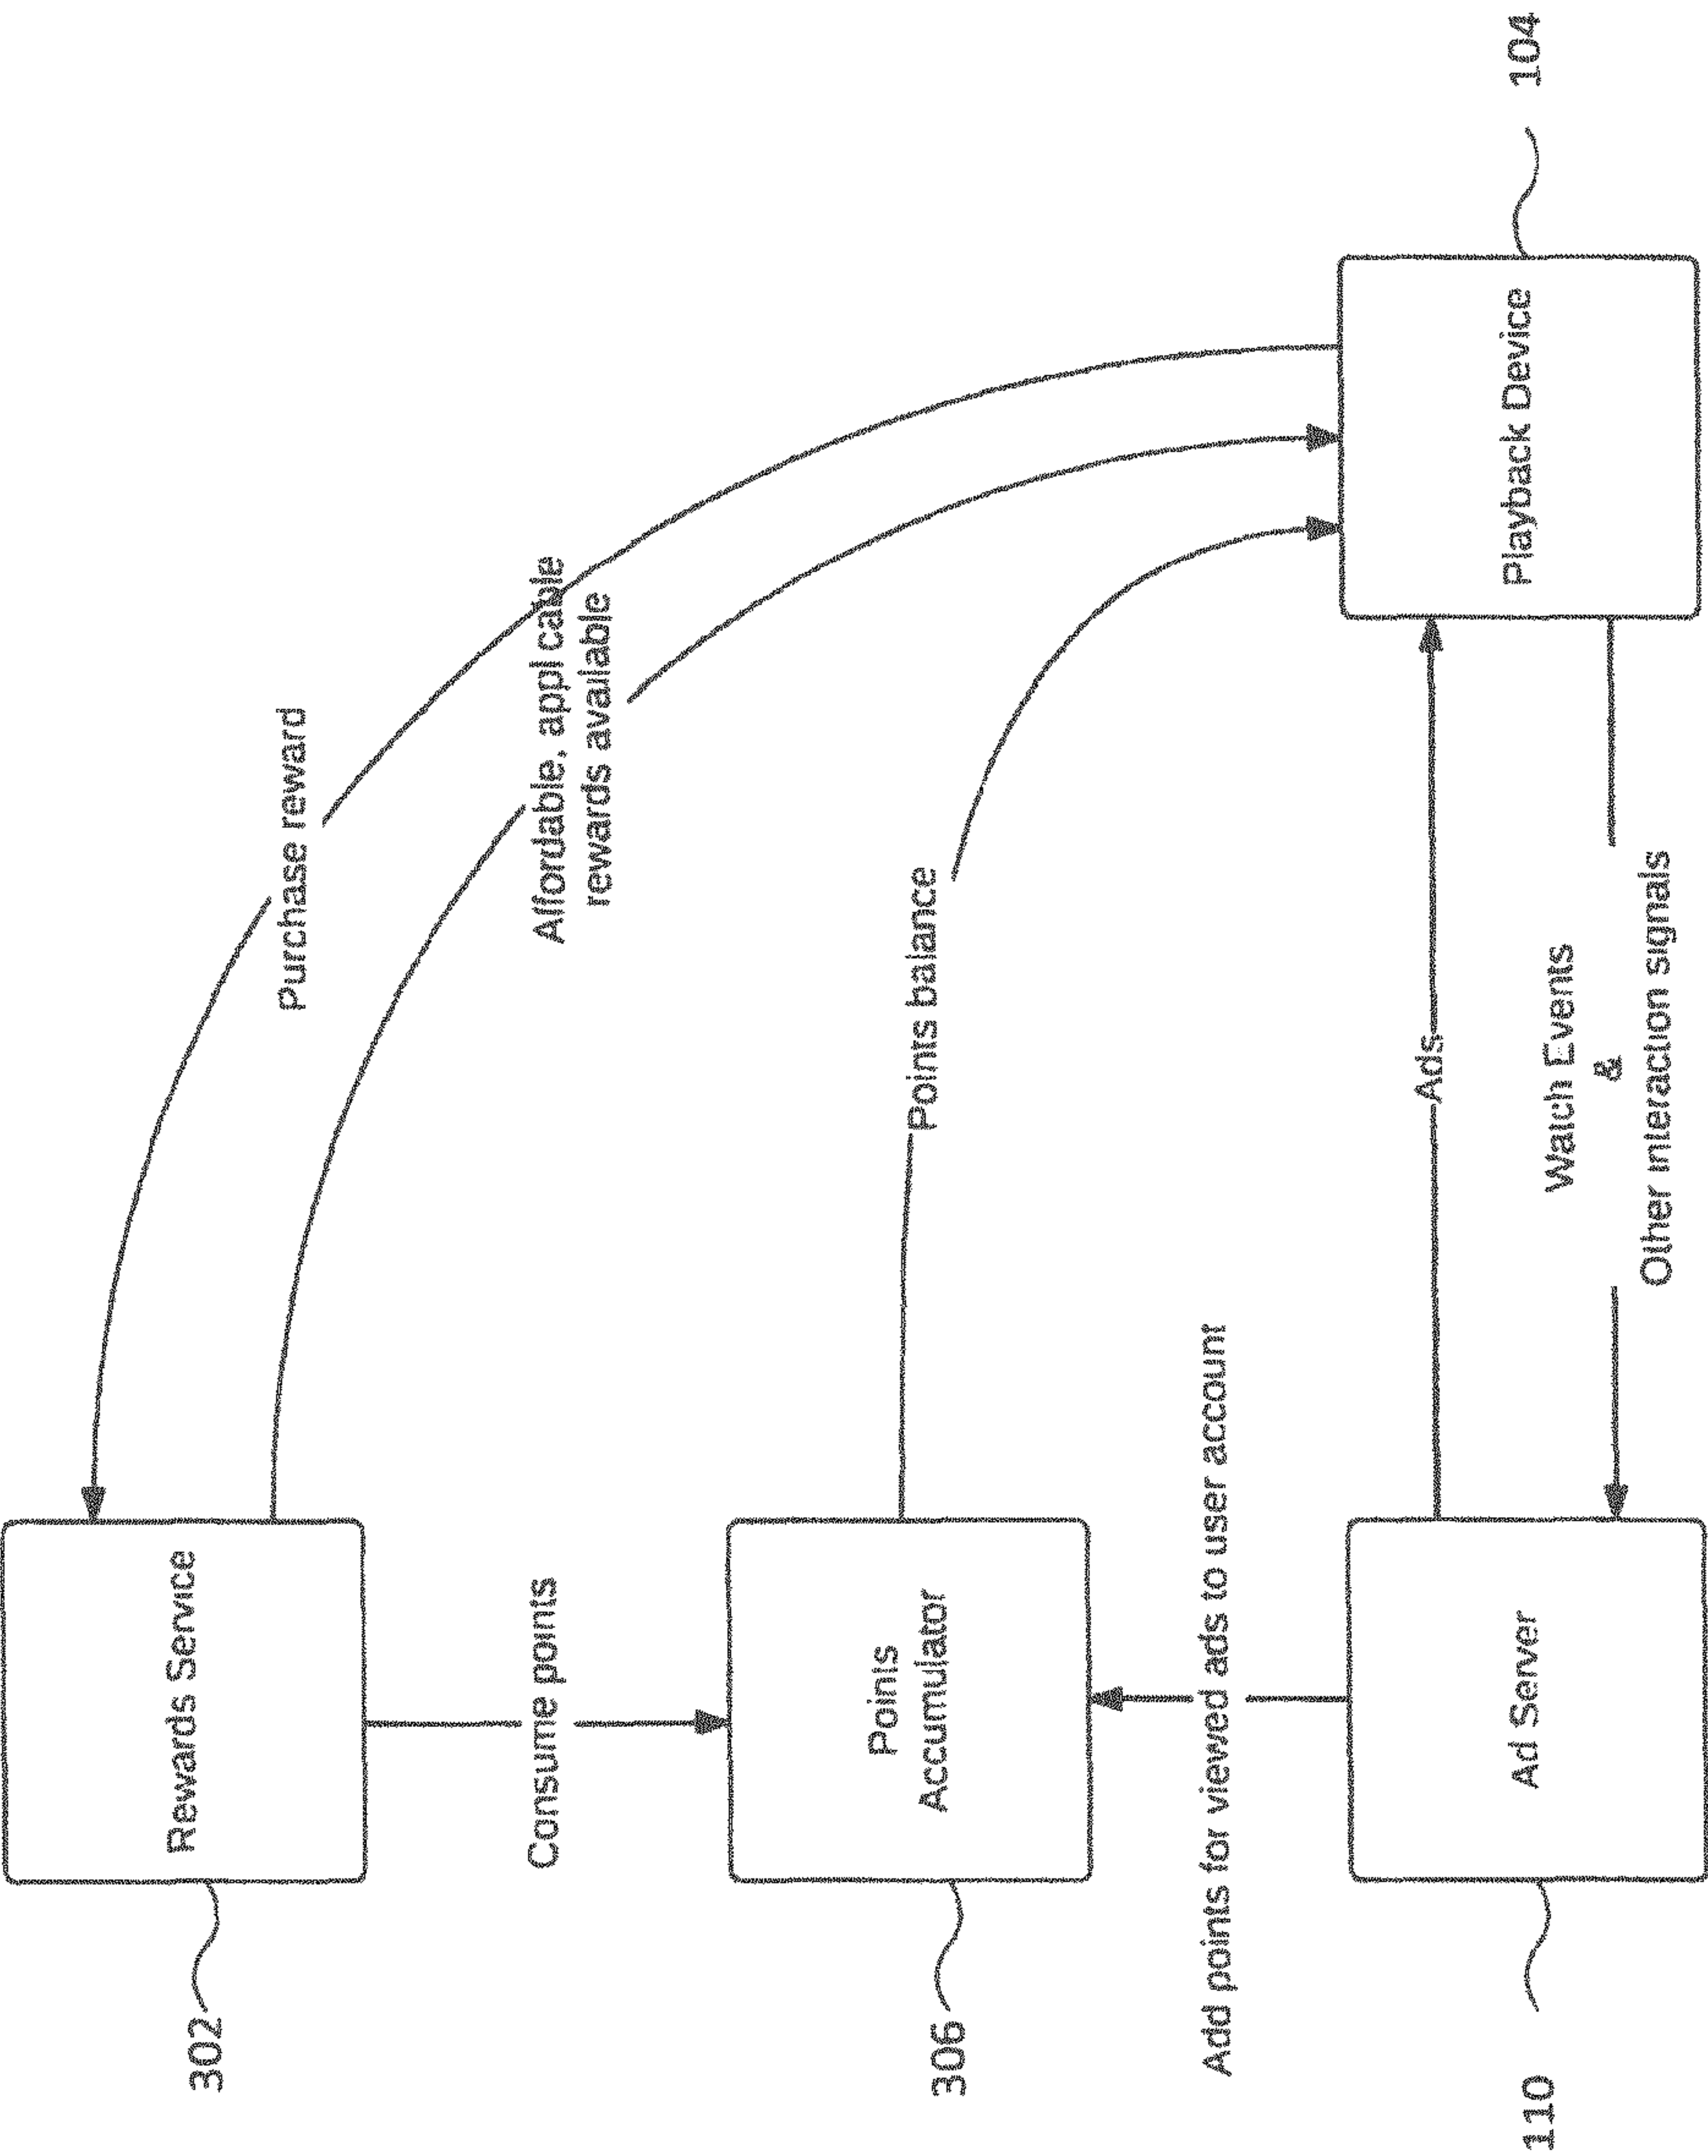 302
Rewards Service
Purchase reward
Affordable, applicable
rewards available
Consume points
306
Points
Accumulator
Points balance
Add points for viewed ads to user account
110
Ad Server
Ads
Watch Events
&
Other interaction signals
Playback Device
104